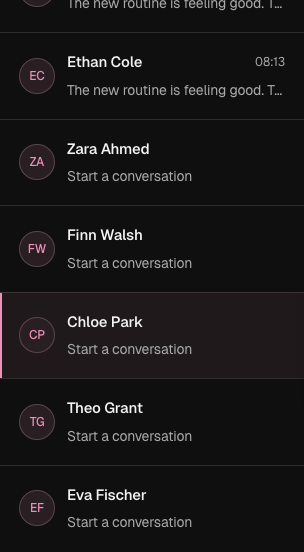 The new routine is feeling good. T...
Ethan Cole
08:13
EC
The new routine is feeling good. T...
Zara Ahmed
ZA
Start a conversation
Finn Walsh
FW
Start a conversation
Chloe Park
CP
Start a conversation
Theo Grant
TG
Start a conversation
Eva Fischer
EF
Start a conversation